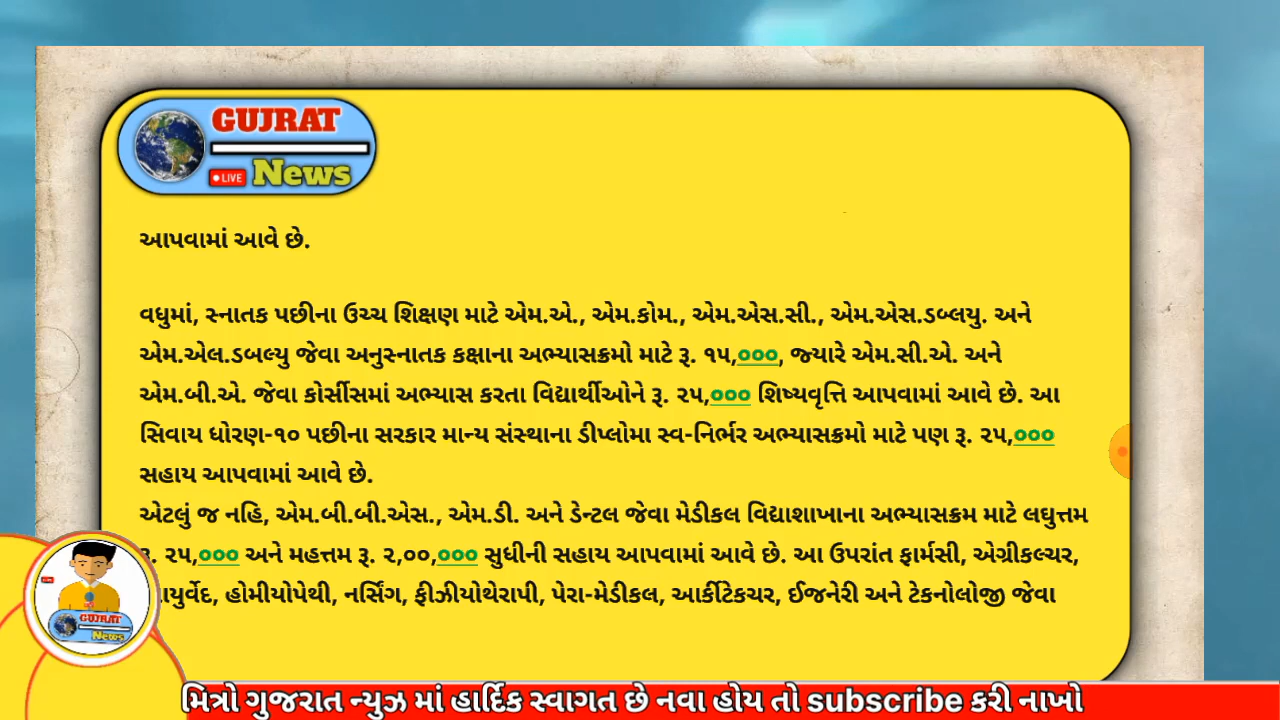 GUJRAT
LIVE News
આપવામાં આવે છે.
વધુમાં, સ્નાતક પછીના ઉચ્ચ શિક્ષણ માટે એમ.એ., એમ.કોમ., એમ.એસ.સી., એમ.એસ.ડબ્લયુ. અને
એમ.એલ.ડબલ્યુ જેવા અનુસ્નાતક કક્ષાના અભ્યાસક્રમો માટે રૂ. ૧૫,૦૦૦, જ્યારે એમ.સી.એ. અને
એમ.બી.એ. જેવા કોર્સીસમાં અભ્યાસ કરતા વિદ્યાર્થીઓને રૂ. ૨૫,૦૦૦ શિષ્યવૃત્તિ આપવામાં આવે છે. આ
સિવાય ધોરણ-૧૦ પછીના સરકાર માન્ય સંસ્થાના ડીપ્લોમા સ્વ-નિર્ભર અભ્યાસક્રમો માટે પણ રૂ. ૨૫,૦૦૦
સહાય આપવામાં આવે છે.
એટલું જ નહિ, એમ.બી.બી.એસ., એમ.ડી. અને ડેન્ટલ જેવા મેડીકલ વિદ્યાશાખાના અભ્યાસક્રમ માટે લઘુત્તમ
૨૫,૦૦૦ અને મહત્તમ રૂ. ૨,૦૦,૦૦૦ સુધીની સહાય આપવામાં આવે છે. આ ઉપરાંત ફાર્મસી, એગ્રીકલ્ચર,
હોમીયોપેથી, નર્સિંગ, ફીઝીયોથેરાપી, પેરા-મેડીકલ, આર્કીટેકચર, ઈજનેરી અને ટેકનોલોજી જેવા
GUJRAT
News
મિત્રો ગુજરાત ન્યુઝ માં હાર્દિક સ્વાગત છે નવા હોય તો subscribe કરી નાખો